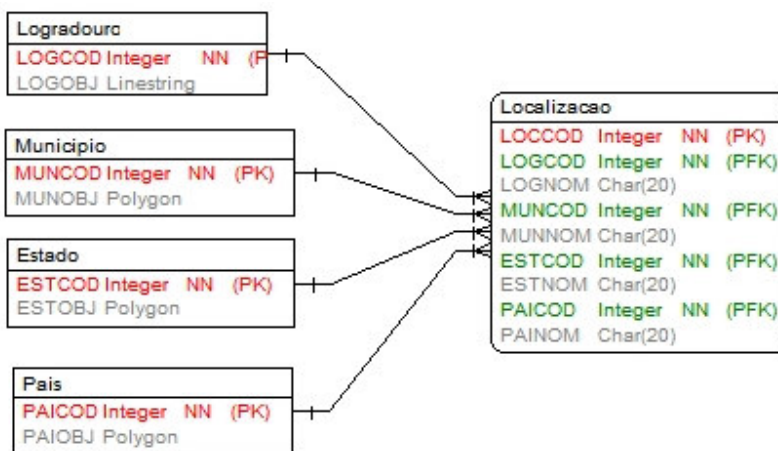 Logradouro
LOGCOD Integer NN (P
LOGOBJ Linestring
Municipio
MUNCOD Integer NN (PK)
MUNOBJ Polygon
Estado
ESTCOD Integer NN (PK)
ESTOBJ Polygon
Pais
PAICOD Integer NN (PK)
PAIOBJ Polygon
Localizacao
LOCCOD Integer NN (PK)
LOGCOD Integer NN (PFK)
LOGNOM Char(20)
MUNCOD Integer NN (PFK)
MUNNOM Char(20)
ESTCOD Integer NN (PFK)
ESTNOM Char(20)
PAICOD Integer NN (PFK)
PAINOM Char(20)